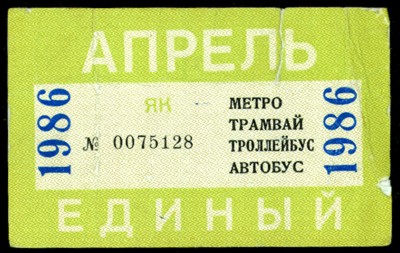 АПРЕЛЬ
1986
ЯК
№ 0075128
МЕТРО
ТРАМВАЙ
ТРОЛЛЕЙБУС
АВТОБУС
1986
ЕДИНЫЙ